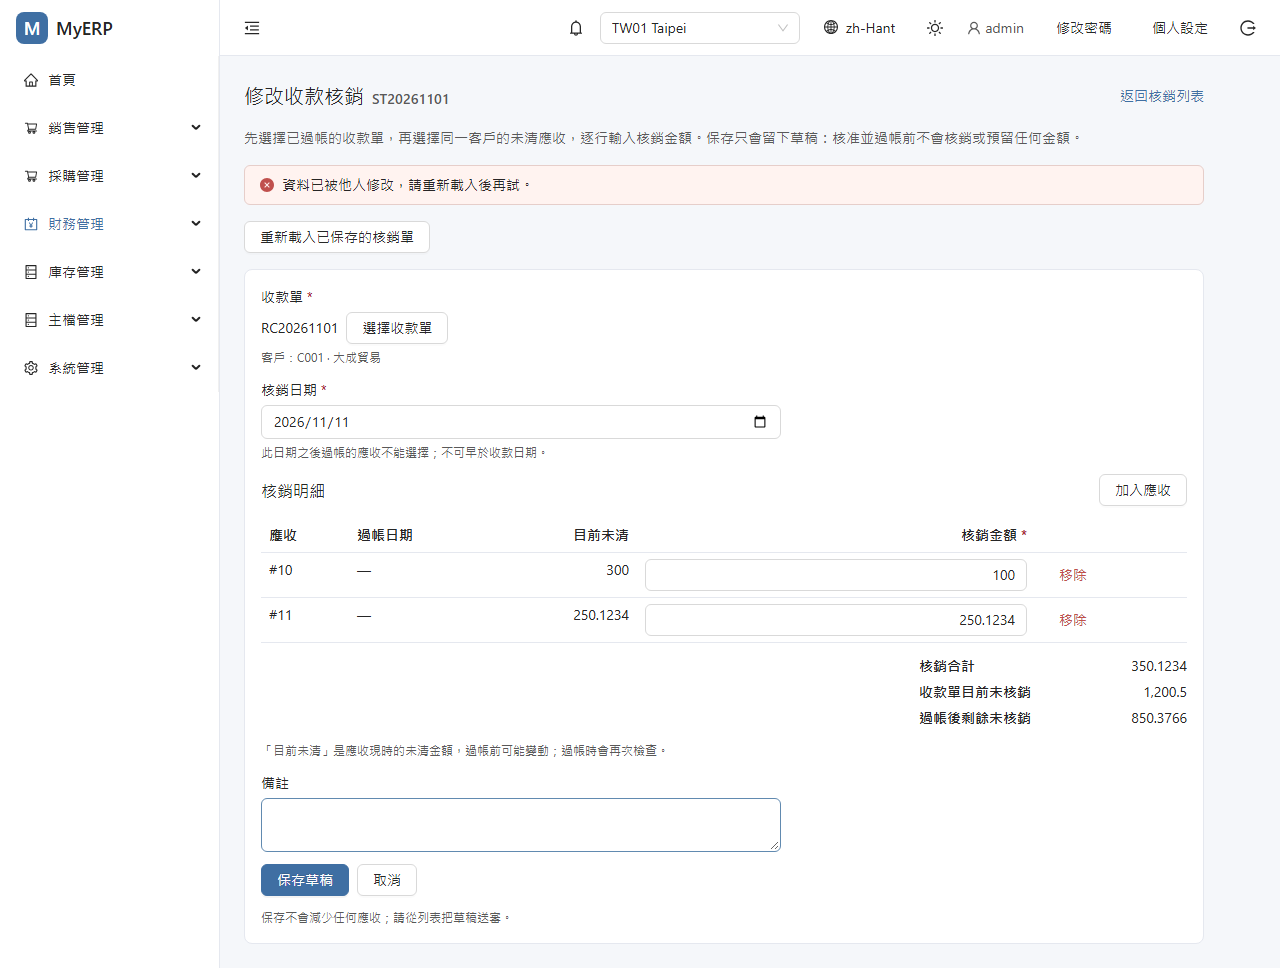 M MyERP
TW01 Taipei
zh-Hant
admin
修改密碼
個人設定
首頁
銷售管理
採購管理
財務管理
庫存管理
主檔管理
系統管理
修改收款核銷 ST20261101
返回核銷列表
先選擇已過帳的收款單，再選擇同一客戶的未清應收，逐行輸入核銷金額。保存只會留下草稿：核准並過帳前不會核銷或預留任何金額。
資料已被他人修改，請重新載入後再試。
重新載入已保存的核銷單
收款單 *
RC20261101 選擇收款單
客戶：C001 · 大成貿易
核銷日期 *
2026/11/11
此日期之後過帳的應收不能選擇；不可早於收款日期。
核銷明細 加入應收
應收 過帳日期 目前未清 核銷金額 *
#10 — 300 100 移除
#11 — 250.1234 250.1234 移除
核銷合計 350.1234
收款單目前未核銷 1,200.5
過帳後剩餘未核銷 850.3766
「目前未清」是應收現時的未清金額，過帳前可能變動；過帳時會再次檢查。
備註
保存草稿 取消
保存不會減少任何應收；請從列表把草稿送審。